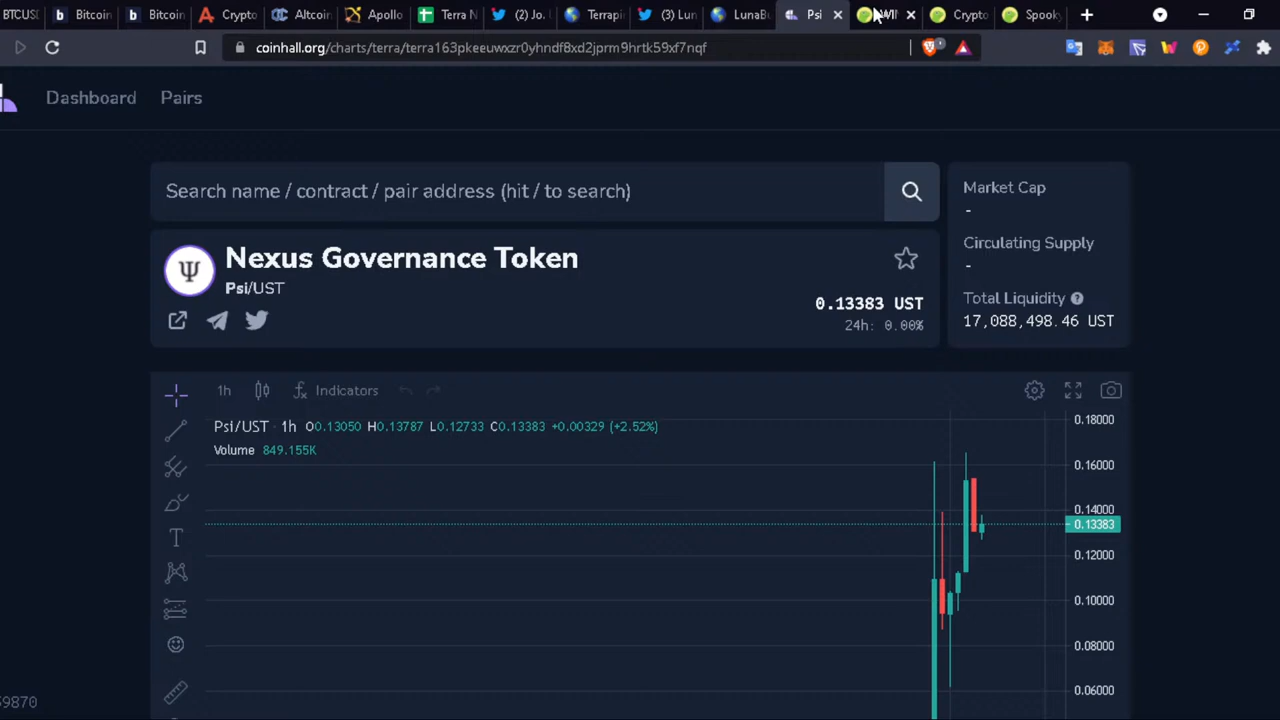 BTCUSD
Bitcoin
Bitcoin
Crypto
Altcoin
Apollo
Terra N
(2) Jo.
Terrap
(3) Lun
LunaBu
Psi
Crypto
Spooky
coinhall.org/charts/terra/terra163pkeeuwxzr0yhndf8xd2jprm9hrtk59xf7nqf
Dashboard
Pairs
Search name / contract / pair address (hit / to search)
Market Cap
-
Circulating Supply
-
Total Liquidity ?
17,088,498.46 UST
Ψ
Nexus Governance Token
Psi/UST
0.13383 UST
24h: 0.00%
1h
fx Indicators
Psi/UST · 1h O0.13050 H0.13787 L0.12733 C0.13383 +0.00329 (+2.52%)
Volume 849.155K
T
0.18000
0.16000
0.14000
0.13383
0.12000
0.10000
0.08000
0.06000
59870